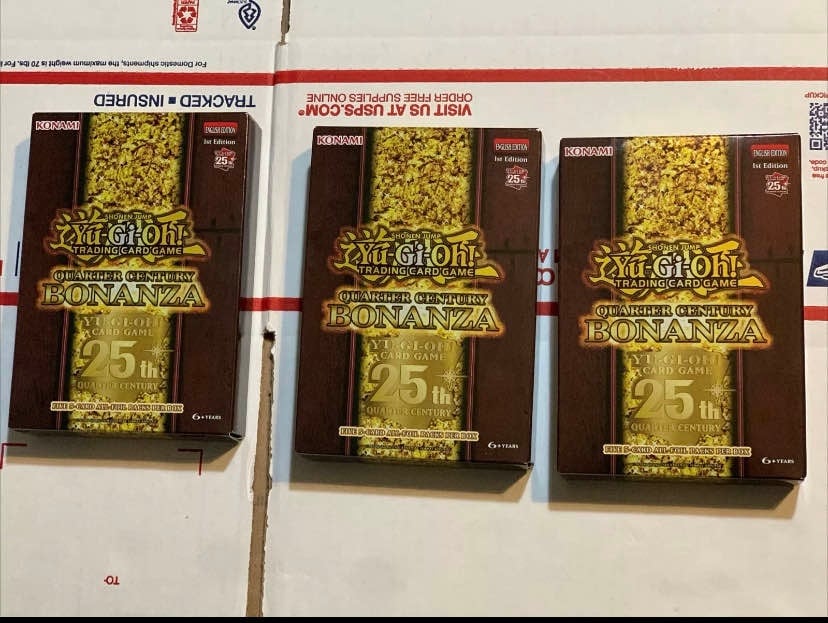 For Domestic shipments, the maximum weight is 70 lbs. For
TRACKED ■ INSURED
VISIT US AT USPS.COM®
ORDER FREE SUPPLIES ONLINE
TO:
KONAMI
ENGLISH EDITION
1st Edition
25th
SHONEN JUMP
Yu-Gi-Oh!
TRADING CARD GAME
QUARTER CENTURY
BONANZA
YU-GI-OH!
CARD GAME
25th
QUARTER CENTURY
FIVE 5-CARD ALL-FOIL PACKS PER BOX
6+ YEARS
KONAMI
ENGLISH EDITION
1st Edition
25th
SHONEN JUMP
Yu-Gi-Oh!
TRADING CARD GAME
QUARTER CENTURY
BONANZA
YU-GI-OH!
CARD GAME
25th
QUARTER CENTURY
FIVE 5-CARD ALL-FOIL PACKS PER BOX
6+ YEARS
KONAMI
ENGLISH EDITION
1st Edition
25th
SHONEN JUMP
Yu-Gi-Oh!
TRADING CARD GAME
QUARTER CENTURY
BONANZA
YU-GI-OH!
CARD GAME
25th
QUARTER CENTURY
FIVE 5-CARD ALL-FOIL PACKS PER BOX
6+ YEARS